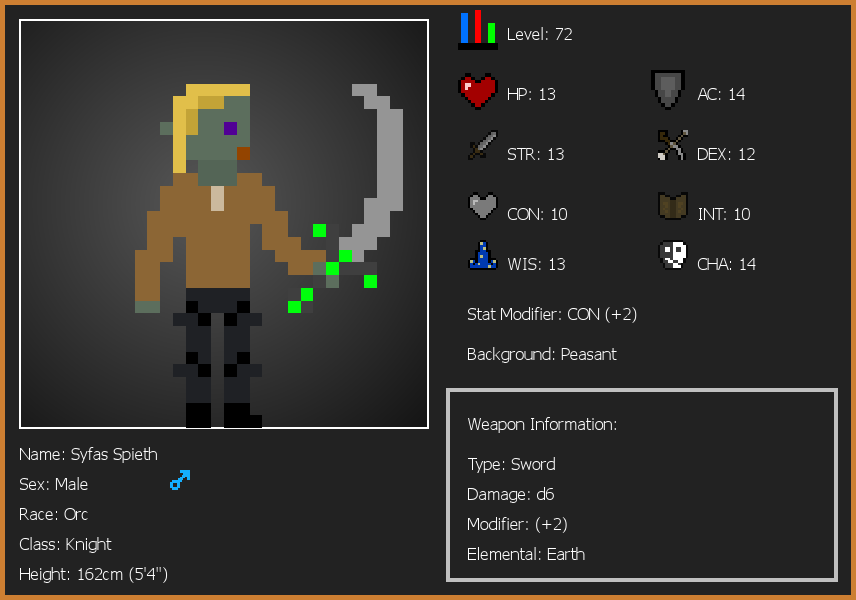 Level: 72
HP: 13
AC: 14
STR: 13
DEX: 12
CON: 10
INT: 10
WIS: 13
CHA: 14
Stat Modifier: CON (+2)
Background: Peasant
Weapon Information:
Type: Sword
Damage: d6
Modifier: (+2)
Elemental: Earth
Name: Syfas Spieth
Sex: Male
Race: Orc
Class: Knight
Height: 162cm (5'4")